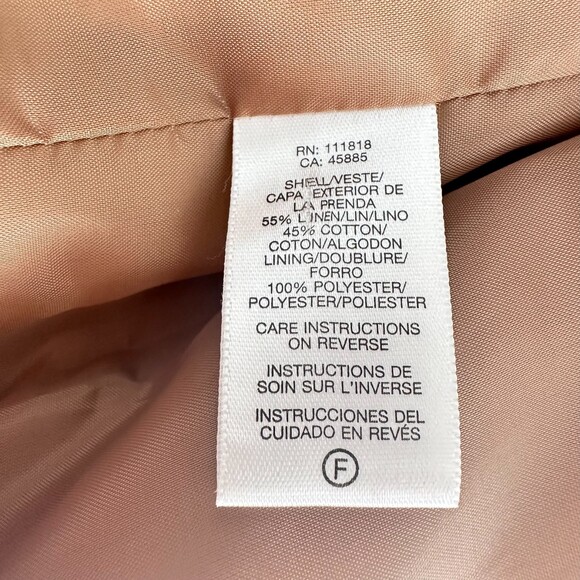 RN: 111818
CA: 45885
SHELL/VESTE/
CAPA EXTERIOR DE
LA PRENDA
55% LINEN/LIN/LINO
45% COTTON/
COTON/ALGODON
LINING/DOUBLURE/
FORRO
100% POLYESTER/
POLYESTER/POLIESTER
CARE INSTRUCTIONS
ON REVERSE
INSTRUCTIONS DE
SOIN SUR L'INVERSE
INSTRUCCIONES DEL
CUIDADO EN REVÉS
F